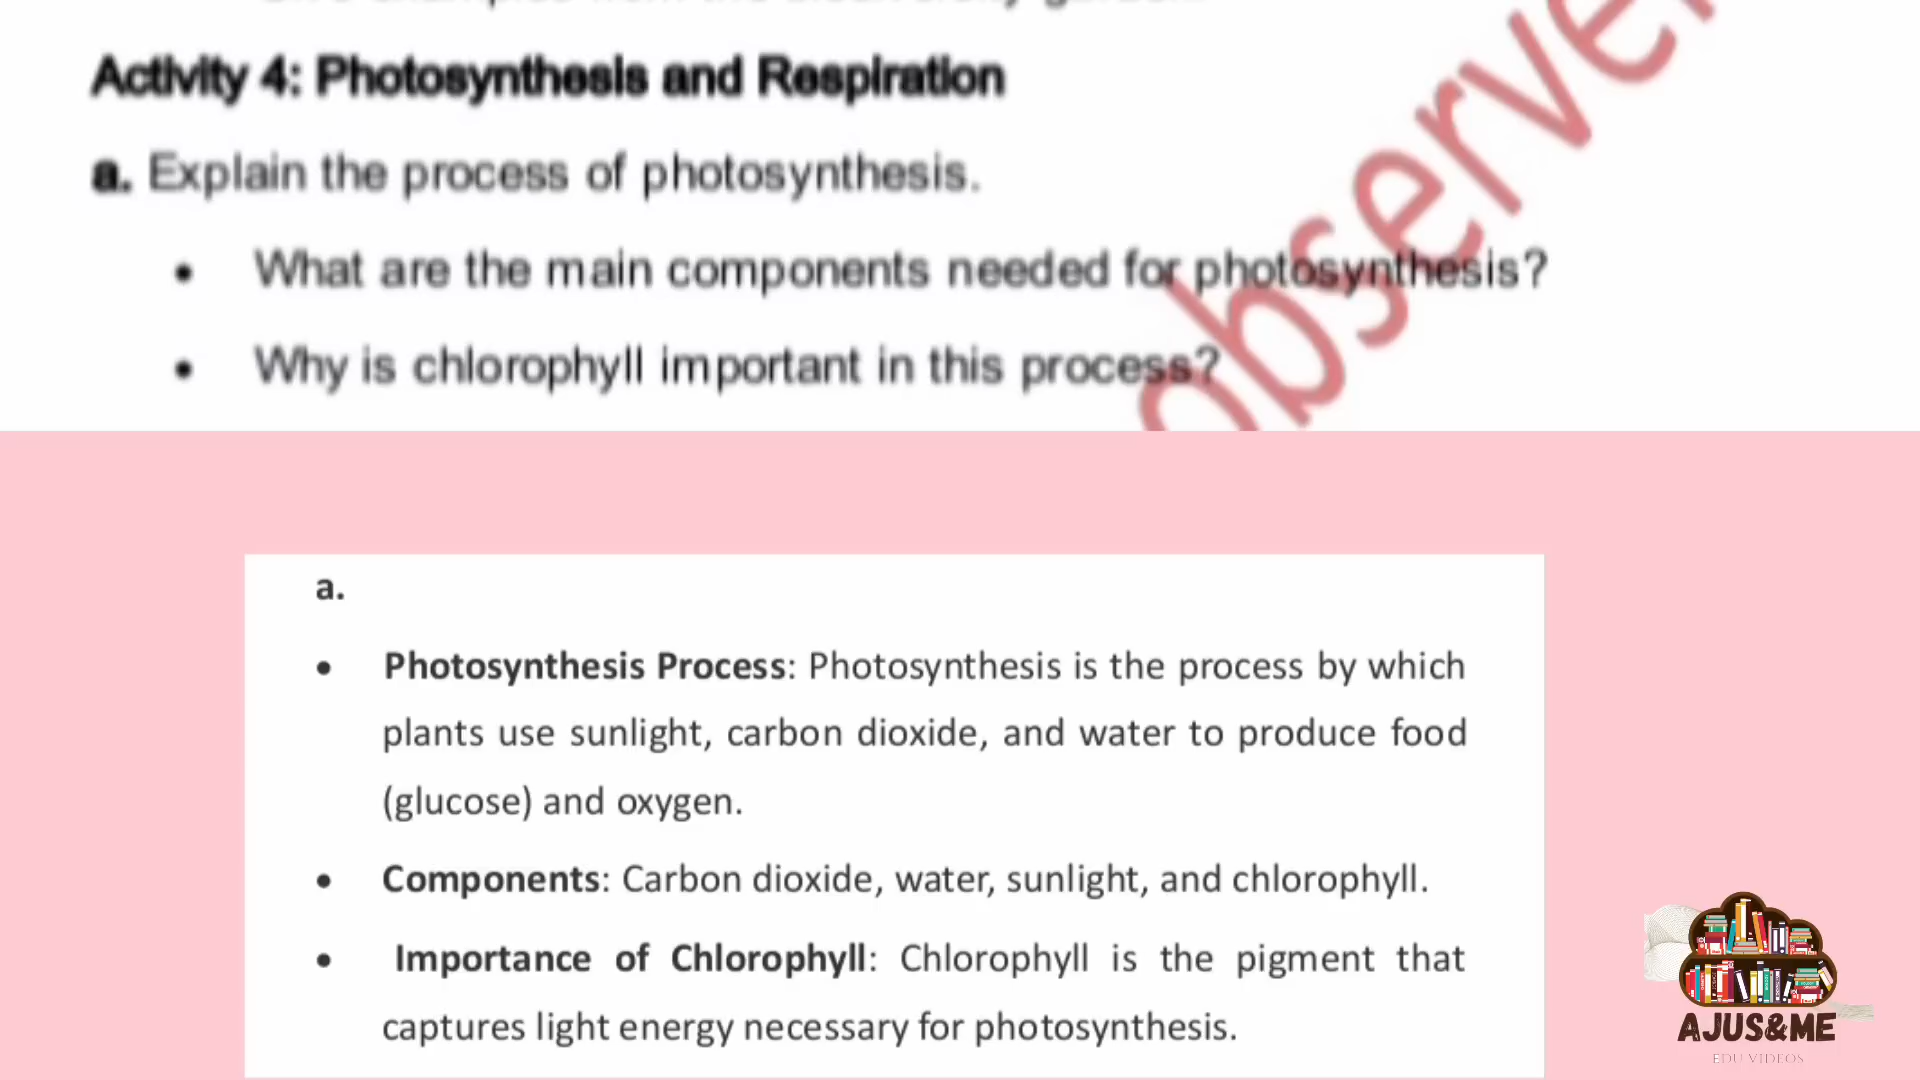 Activity 4: Photosynthesis and Respiration
a. Explain the process of photosynthesis.
• What are the main components needed for photosynthesis?
• Why is chlorophyll important in this process?
observe
a.
• Photosynthesis Process: Photosynthesis is the process by which
plants use sunlight, carbon dioxide, and water to produce food
(glucose) and oxygen.
• Components: Carbon dioxide, water, sunlight, and chlorophyll.
• Importance of Chlorophyll: Chlorophyll is the pigment that
captures light energy necessary for photosynthesis.
AJUS&ME
EDU VIDEOS